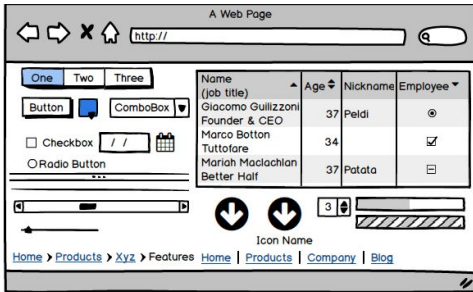 A Web Page
http://
One Two Three
Button ComboBox
Checkbox / /
Radio Button
Name
(job title) Age Nickname Employee
Giacomo Guilizzoni
Founder & CEO 37 Peldi
Marco Botton
Tuttofare 34
Mariah Maclachlan
Better Half 37 Patata
3
Icon Name
Home Products Xyz Features Home | Products | Company | Blog